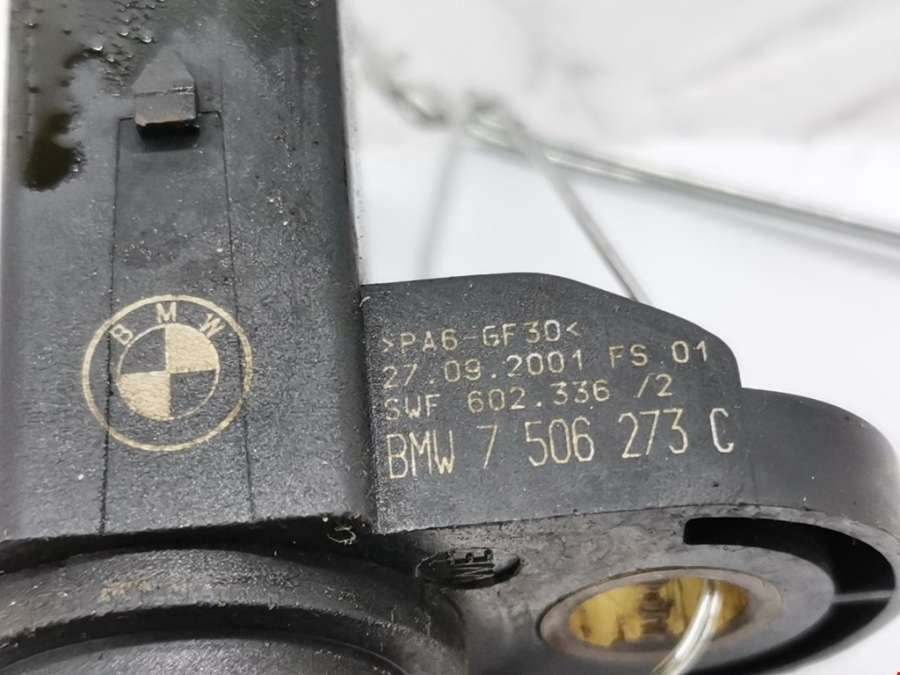 BMW
>PA6-GF30<
27.09.2001 FS 01
SWF 602.336 /2
BMW 7 506 273 C